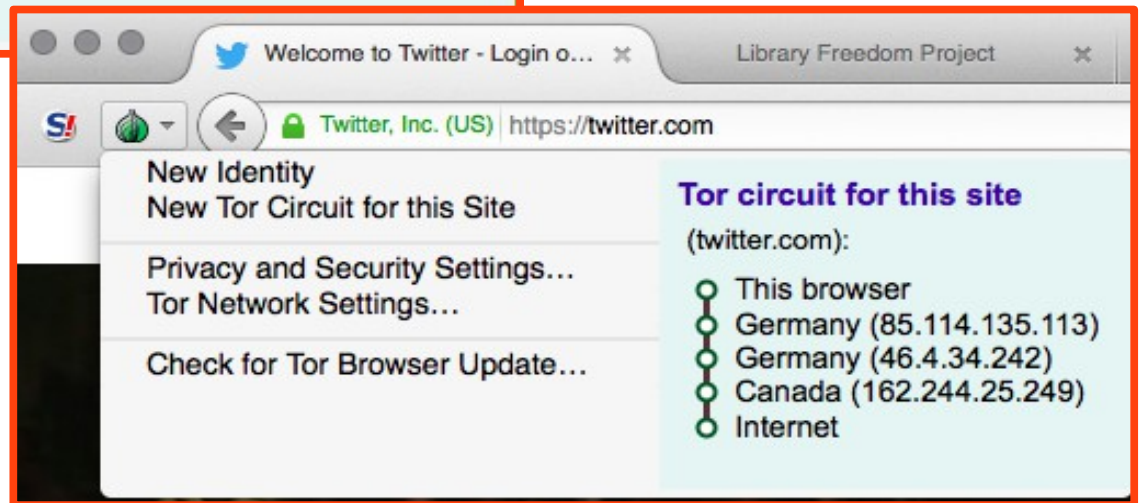 Welcome to Twitter - Login o...
Library Freedom Project
S!
Twitter, Inc. (US) https://twitter.com
New Identity
New Tor Circuit for this Site
Privacy and Security Settings...
Tor Network Settings...
Check for Tor Browser Update...
Tor circuit for this site
(twitter.com):
This browser
Germany (85.114.135.113)
Germany (46.4.34.242)
Canada (162.244.25.249)
Internet